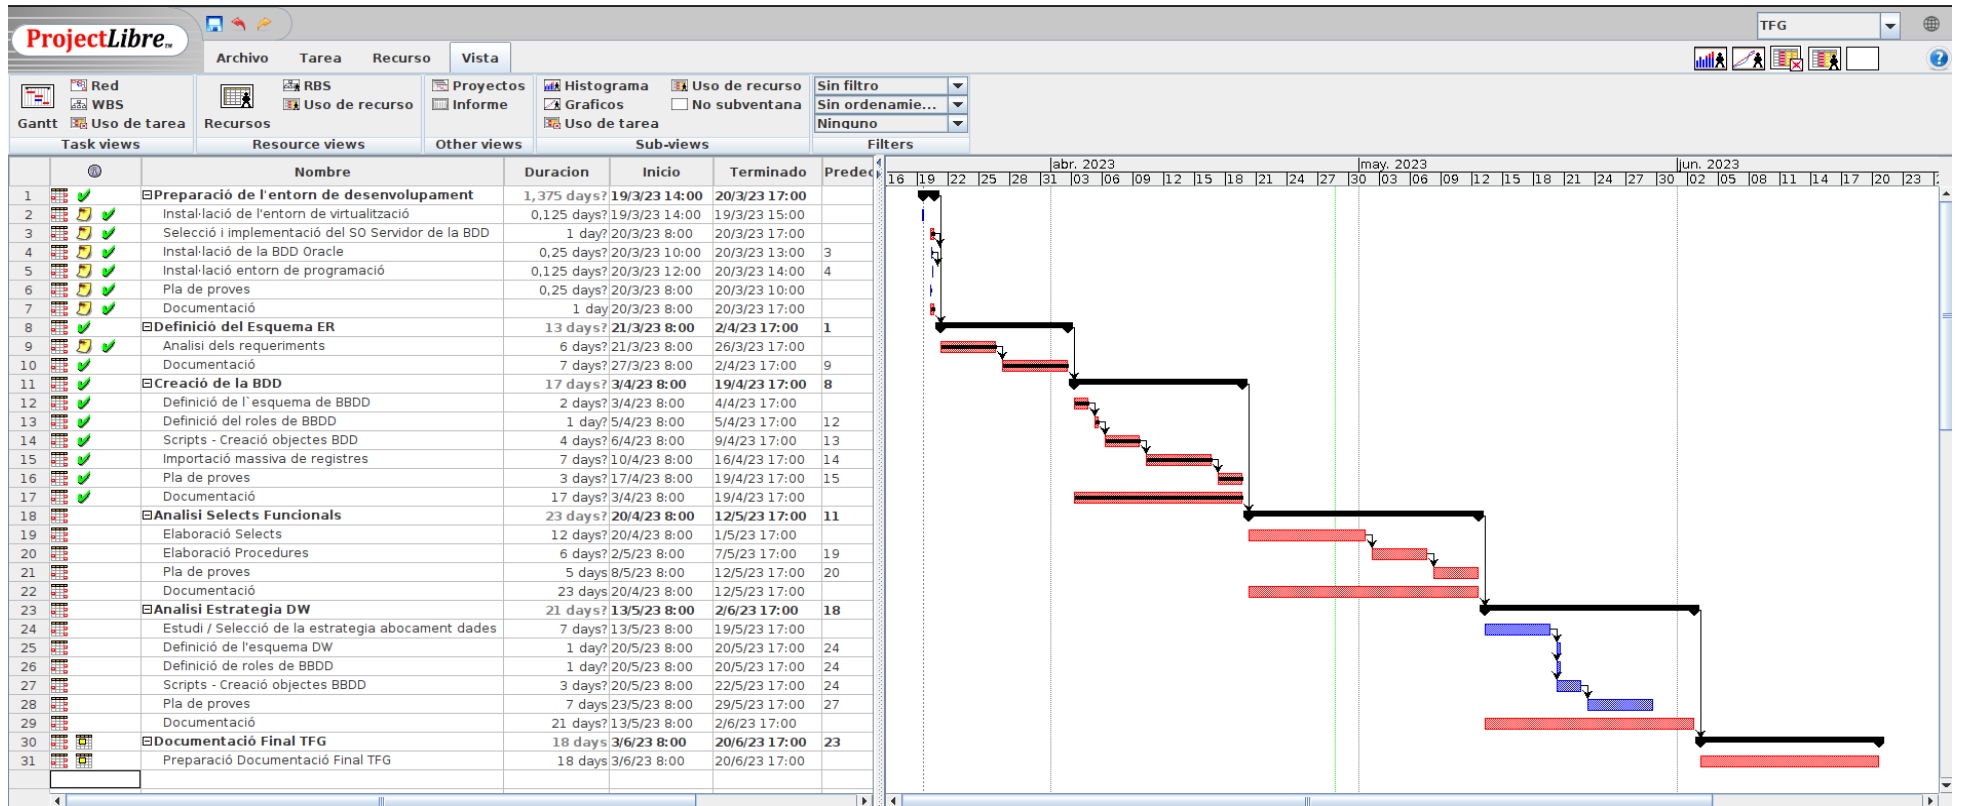 TFG
ProjectLibre™
Archivo Tarea Recurso Vista
Red RBS Proyectos Histograma Uso de recurso Sin filtro
WBS Uso de recurso Informe Graficos No subventana Sin ordenamie...
Gantt Uso de tarea Recursos Uso de tarea Ninguno
Task views Resource views Other views Sub-views Filters
Nombre Duracion Inicio Terminado Predec
abr. 2023 may. 2023 jun. 2023
16 19 22 25 28 31 03 06 09 12 15 18 21 24 27 30 03 06 09 12 15 18 21 24 27 30 02 05 08 11 14 17 20 23
1 Preparació de l'entorn de desenvolupament 1,375 days? 19/3/23 14:00 20/3/23 17:00
2 Instal·lació de l'entorn de virtualització 0,125 days? 19/3/23 14:00 19/3/23 15:00
3 Selecció i implementació del SO Servidor de la BDD 1 day? 20/3/23 8:00 20/3/23 17:00
4 Instal·lació de la BDD Oracle 0,25 days? 20/3/23 10:00 20/3/23 13:00 3
5 Instal·lació entorn de programació 0,125 days? 20/3/23 12:00 20/3/23 14:00 4
6 Pla de proves 0,25 days? 20/3/23 8:00 20/3/23 10:00
7 Documentació 1 day 20/3/23 8:00 20/3/23 17:00
8 Definició del Esquema ER 13 days? 21/3/23 8:00 2/4/23 17:00 1
9 Analisi dels requeriments 6 days? 21/3/23 8:00 26/3/23 17:00
10 Documentació 7 days? 27/3/23 8:00 2/4/23 17:00 9
11 Creació de la BDD 17 days? 3/4/23 8:00 19/4/23 17:00 8
12 Definició de l`esquema de BBDD 2 days? 3/4/23 8:00 4/4/23 17:00
13 Definició del roles de BBDD 1 day? 5/4/23 8:00 5/4/23 17:00 12
14 Scripts - Creació objectes BDD 4 days? 6/4/23 8:00 9/4/23 17:00 13
15 Importació massiva de registres 7 days? 10/4/23 8:00 16/4/23 17:00 14
16 Pla de proves 3 days? 17/4/23 8:00 19/4/23 17:00 15
17 Documentació 17 days? 3/4/23 8:00 19/4/23 17:00
18 Analisi Selects Funcionals 23 days? 20/4/23 8:00 12/5/23 17:00 11
19 Elaboració Selects 12 days? 20/4/23 8:00 1/5/23 17:00
20 Elaboració Procedures 6 days? 2/5/23 8:00 7/5/23 17:00 19
21 Pla de proves 5 days 8/5/23 8:00 12/5/23 17:00 20
22 Documentació 23 days 20/4/23 8:00 12/5/23 17:00
23 Analisi Estrategia DW 21 days? 13/5/23 8:00 2/6/23 17:00 18
24 Estudi / Selecció de la estrategia abocament dades 7 days? 13/5/23 8:00 19/5/23 17:00
25 Definició de l'esquema DW 1 day? 20/5/23 8:00 20/5/23 17:00 24
26 Definició de roles de BBDD 1 day? 20/5/23 8:00 20/5/23 17:00 24
27 Scripts - Creació objectes BBDD 3 days? 20/5/23 8:00 22/5/23 17:00 24
28 Pla de proves 7 days 23/5/23 8:00 29/5/23 17:00 27
29 Documentació 21 days? 13/5/23 8:00 2/6/23 17:00
30 Documentació Final TFG 18 days 3/6/23 8:00 20/6/23 17:00 23
31 Preparació Documentació Final TFG 18 days 3/6/23 8:00 20/6/23 17:00